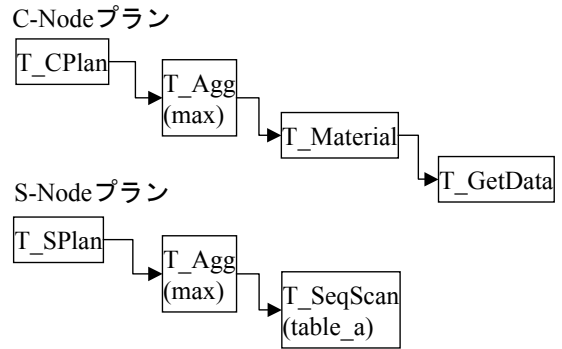 C-Nodeプラン
T_CPlan
T_Agg
(max)
T_Material
T_GetData
S-Nodeプラン
T_SPlan
T_Agg
(max)
T_SeqScan
(table_a)